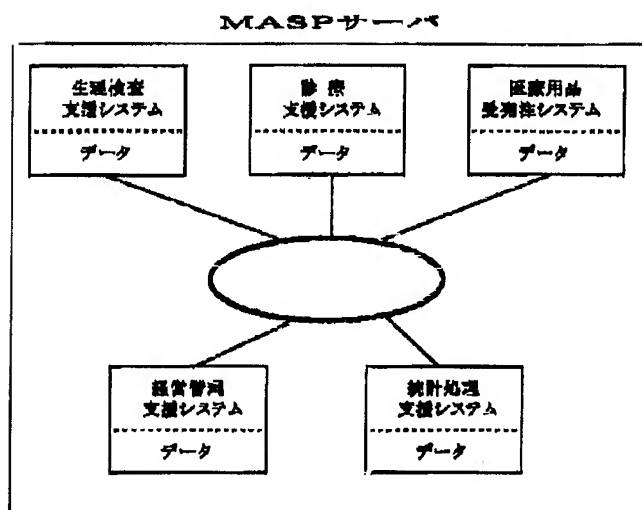 MASPサーバ
生理検査
支援システム
データ
診療
支援システム
データ
医療用品
受発注システム
データ
経営管理
支援システム
データ
統計処理
支援システム
データ